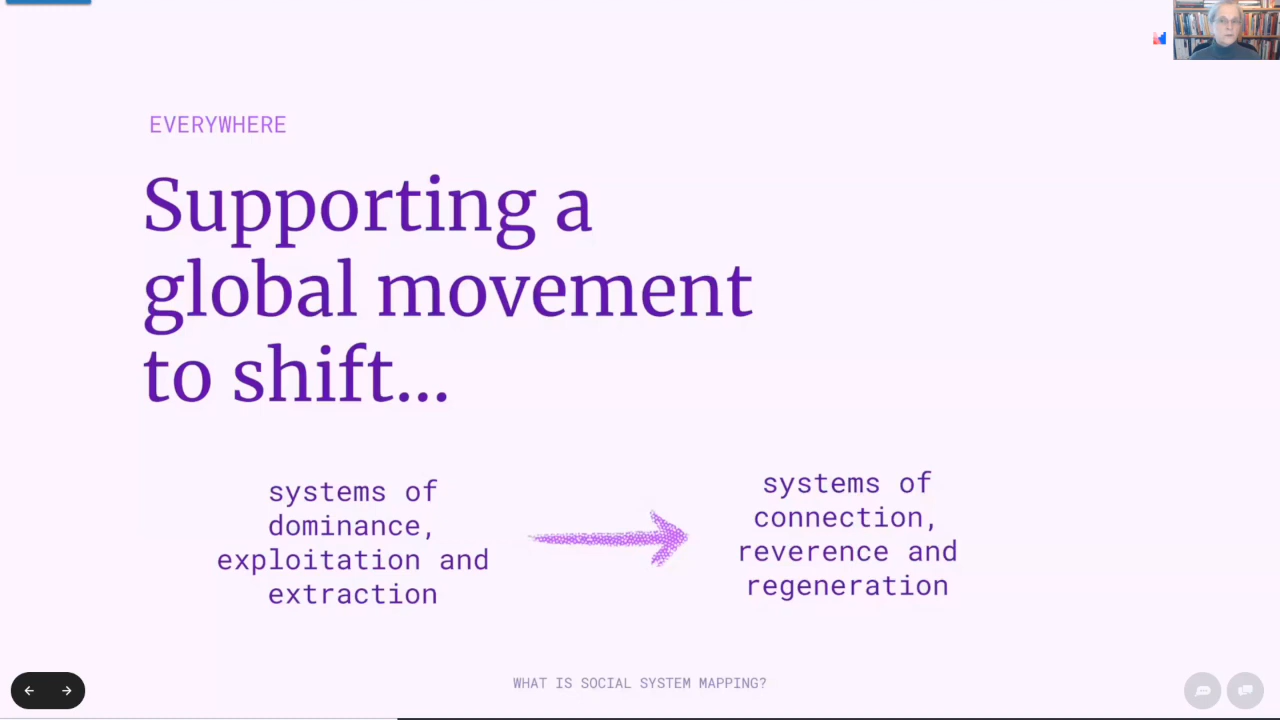 EVERYWHERE
Supporting a
global movement
to shift...
systems of
dominance,
exploitation and
extraction
systems of
connection,
reverence and
regeneration
WHAT IS SOCIAL SYSTEM MAPPING?